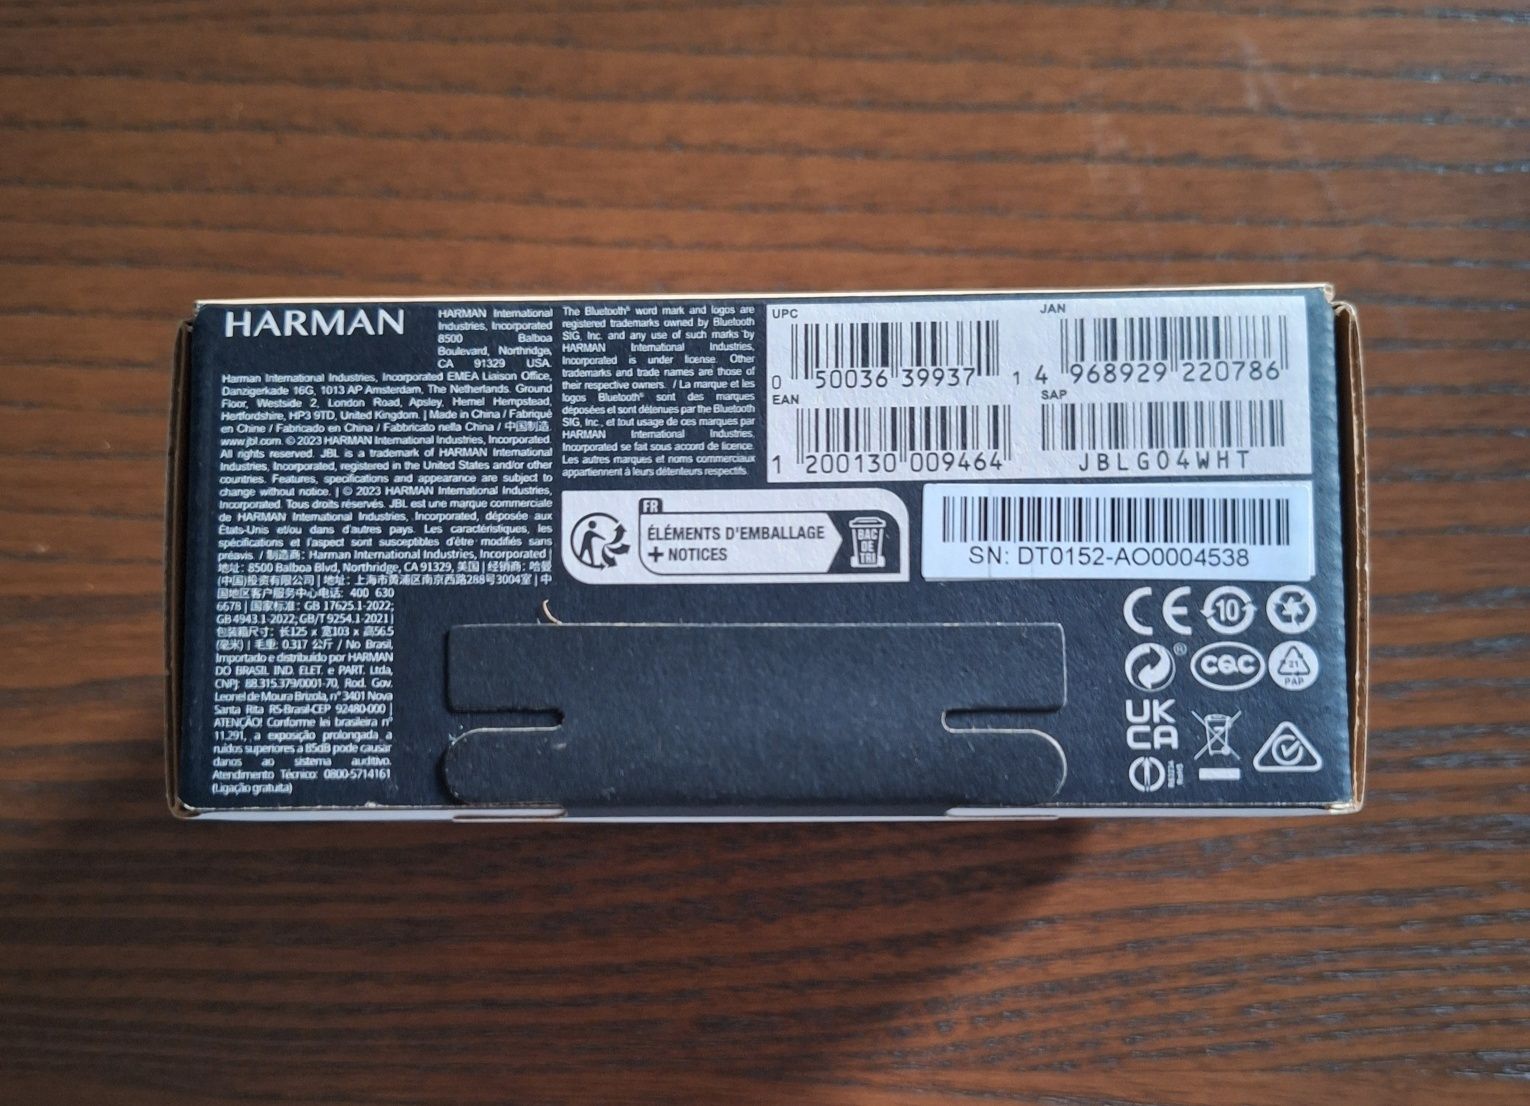 HARMAN
HARMAN International
Industries, Incorporated
8500 Balboa
Boulevard, Northridge,
CA 91329 USA
Harman International Industries, Incorporated EMEA Liaison Office,
Danzigerkade 16G, 1013 AP Amsterdam, The Netherlands. Ground
Floor, Westside 2, London Road, Apsley, Hemel Hempstead,
Hertfordshire, HP3 9TD, United Kingdom. | Made in China / Fabriqué
en Chine / Fabricado en China / Fabbricato nella China / 中国制造
www.jbl.com. © 2023 HARMAN International Industries, Incorporated.
All rights reserved. JBL is a trademark of HARMAN International
Industries, Incorporated, registered in the United States and/or other
countries. Features, specifications and appearance are subject to
change without notice. | © 2023 HARMAN International Industries,
Incorporated. Tous droits réservés. JBL est une marque commerciale
de HARMAN International Industries, Incorporated, déposée aux
États-Unis et/ou dans d'autres pays. Les caractéristiques, les
spécifications et l'aspect sont susceptibles d'être modifiés sans
préavis. / 制造商: Harman International Industries, Incorporated |
地址: 8500 Balboa Blvd, Northridge, CA 91329, 美国 | 经销商: 哈曼
(中国)投资有限公司 | 地址: 上海市黄浦区南京西路288号3004室 | 中
国地区客户服务中心电话: 400 630
6678 | 国家标准: GB 17625.1-2022;
GB 4943.1-2022; GB/T 9254.1-2021 |
包装箱尺寸: 长125 x 宽103 x 高56.5
(毫米) | 毛重: 0.317 公斤 / No Brasil,
Importado e distribuído por HARMAN
DO BRASIL IND. ELET. e PART. Ltda,
CNPJ: 88.315.379/0001-70, Rod. Gov.
Leonel de Moura Brizola, n° 3401 Nova
Santa Rita RS-Brasil-CEP 92480-000 |
ATENÇÃO! Conforme lei brasileira n°
11.291, a exposição prolongada a
ruídos superiores a 85dB pode causar
danos ao sistema auditivo.
Atendimento Técnico: 0800-5714161
(Ligação gratuita)
The Bluetooth® word mark and logos are
registered trademarks owned by Bluetooth
SIG, Inc. and any use of such marks by
HARMAN International Industries,
Incorporated is under license. Other
trademarks and trade names are those of
their respective owners. / La marque et les
logos Bluetooth® sont des marques
déposées et sont détenues par the Bluetooth
SIG, Inc., et tout usage de ces marques par
HARMAN International Industries,
Incorporated se fait sous accord de licence.
Les autres marques et noms commerciaux
appartiennent à leurs détenteurs respectifs.
UPC
0 50036 39937 1
JAN
4 968929 220786
EAN
1 200130 009464
SAP
JBLGO4WHT
FR
ÉLÉMENTS D'EMBALLAGE
+ NOTICES
BAC
DE
TRI
SN: DT0152-AO0004538
CE
10
®
CQC
21
PAP
UK
CA